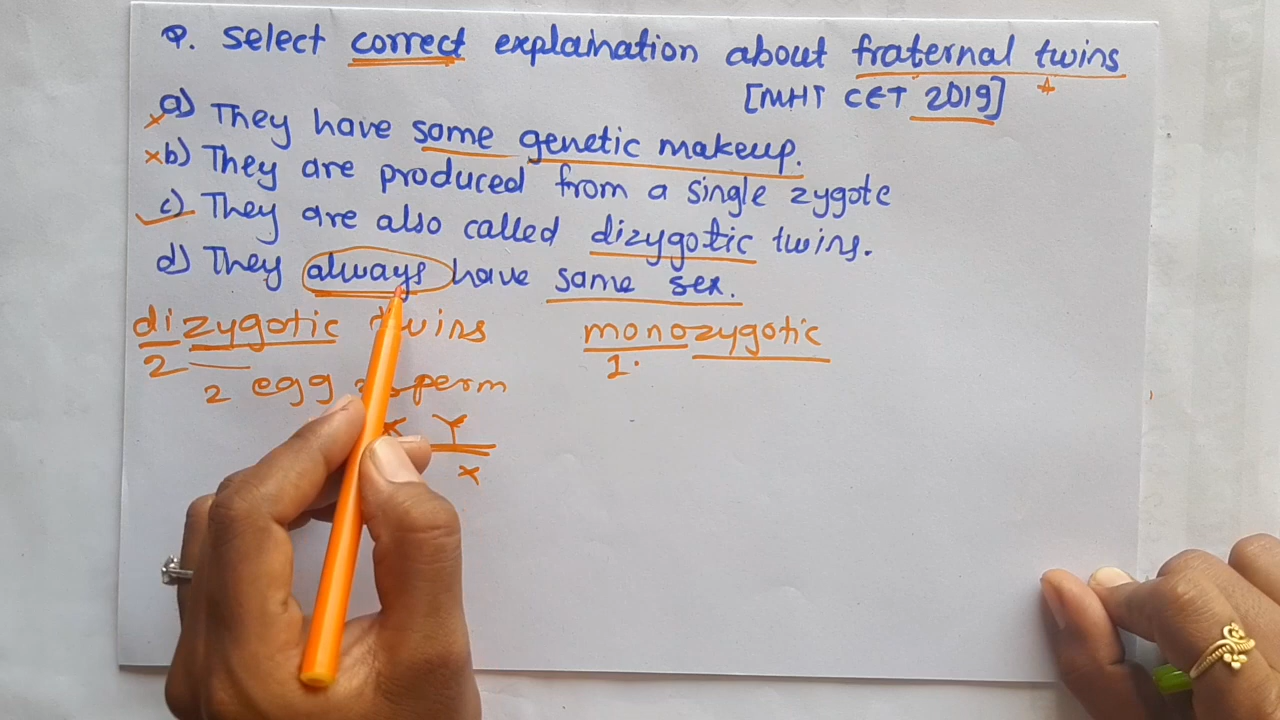 Q. select correct explaination about fraternal twins
[MHT CET 2019]
a) They have same genetic makeup.
b) They are produced from a single zygote
c) They are also called dizygotic twins.
d) They always have same sex.
dizygotic twins monozygotic
2 1.
2 egg sperm
x Y
x